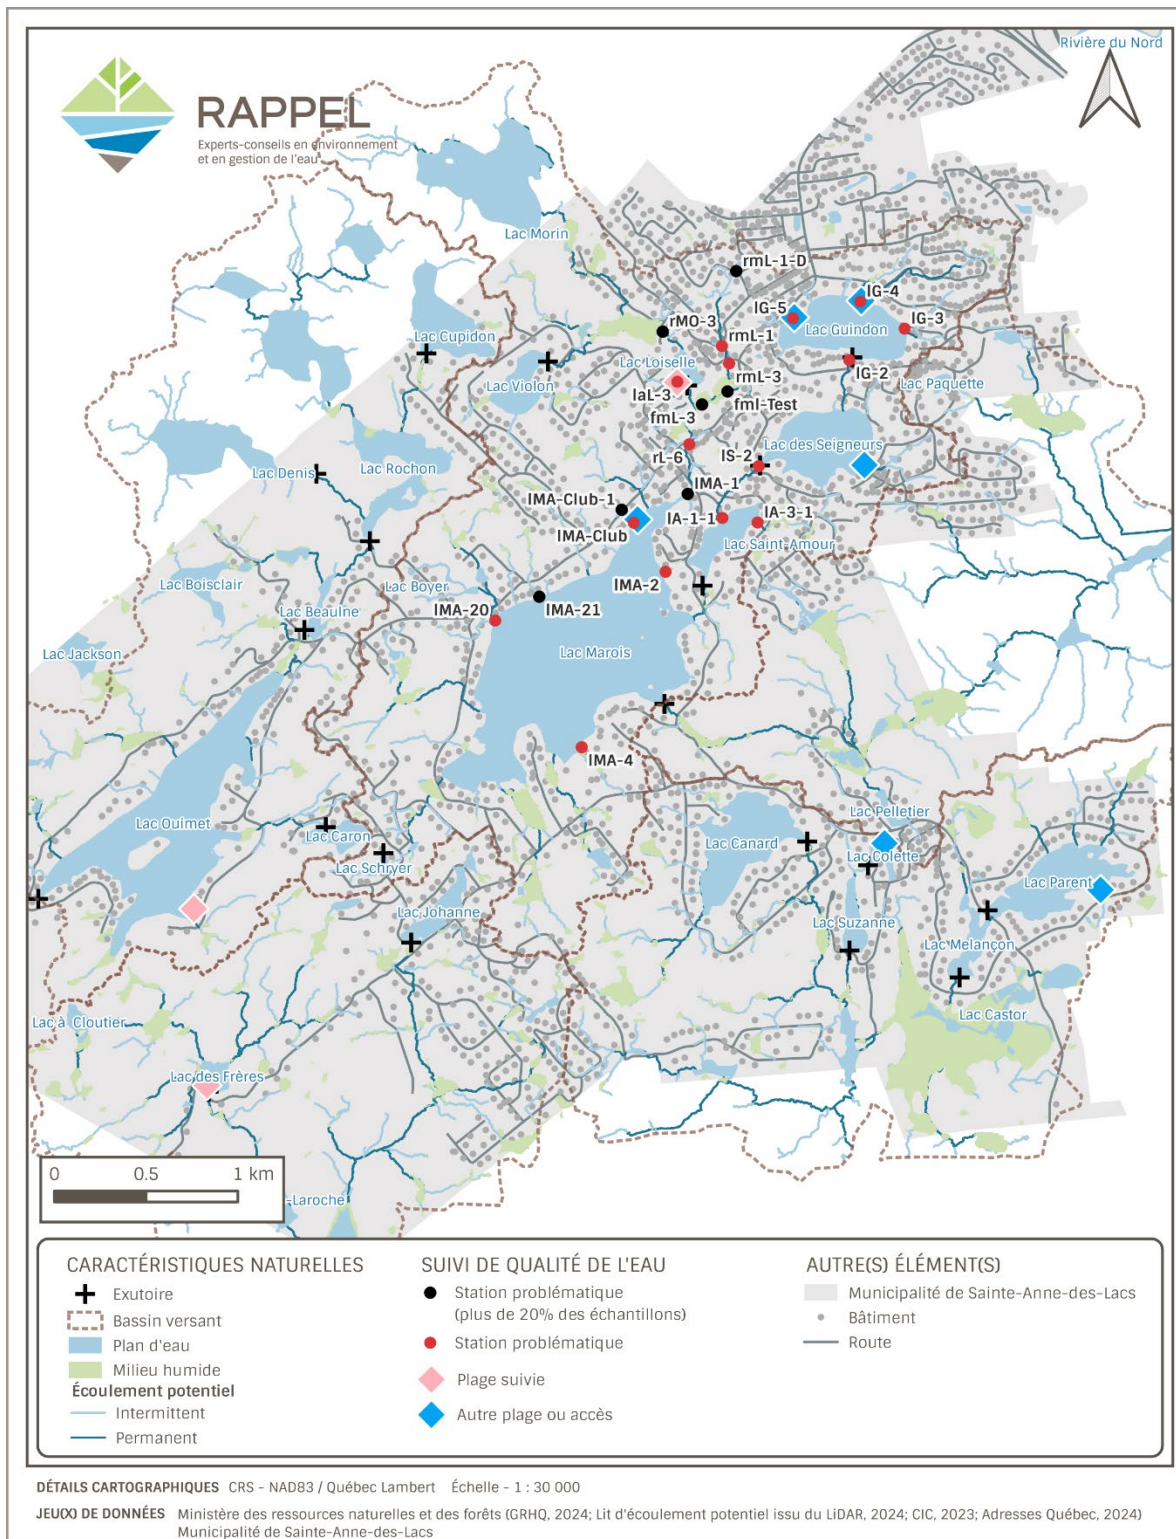 Rivière du Nord
RAPPEL
Experts-conseils en environnement
et en gestion de l'eau
Lac Morin
rmL-1-D
IG-4
IG-5
rMO-3
Lac Guindon
IG-3
Lac Cupidon
rmL-1
Lac Loiselle
IG-2
rmL-3
Lac Violon
Lac Paquette
IaL-3
fmI-Test
fmL-3
Lac des Seigneurs
rL-6
IS-2
Lac Rochon
Lac Denis
IMA-1
IMA-Club-1
IA-1-1
IA-3-1
IMA-Club
Lac Saint-Amour
Lac Boisclair
Lac Boyer
IMA-2
IMA-20
IMA-21
Lac Beaulne
Lac Jackson
Lac Marois
IMA-4
Lac Ouimet
Lac Pelletier
Lac Caron
Lac Canard
Lac Colette
Lac Schryer
Lac Parent
Lac Johanne
Lac Suzanne
Lac Melançon
Lac Castor
Lac à Cloutier
Lac des Frères
-Laroche
0 0.5 1 km
CARACTÉRISTIQUES NATURELLES
Exutoire
Bassin versant
Plan d'eau
Milieu humide
Écoulement potentiel
Intermittent
Permanent
SUIVI DE QUALITÉ DE L'EAU
Station problématique
(plus de 20% des échantillons)
Station problématique
Plage suivie
Autre plage ou accès
AUTRE(S) ÉLÉMENT(S)
Municipalité de Sainte-Anne-des-Lacs
Bâtiment
Route
DÉTAILS CARTOGRAPHIQUES CRS - NAD83 / Québec Lambert Échelle - 1 : 30 000
JEU(X) DE DONNÉES Ministère des ressources naturelles et des forêts (GRHQ, 2024; Lit d'écoulement potentiel issu du LiDAR, 2024; CIC, 2023; Adresses Québec, 2024)
Municipalité de Sainte-Anne-des-Lacs